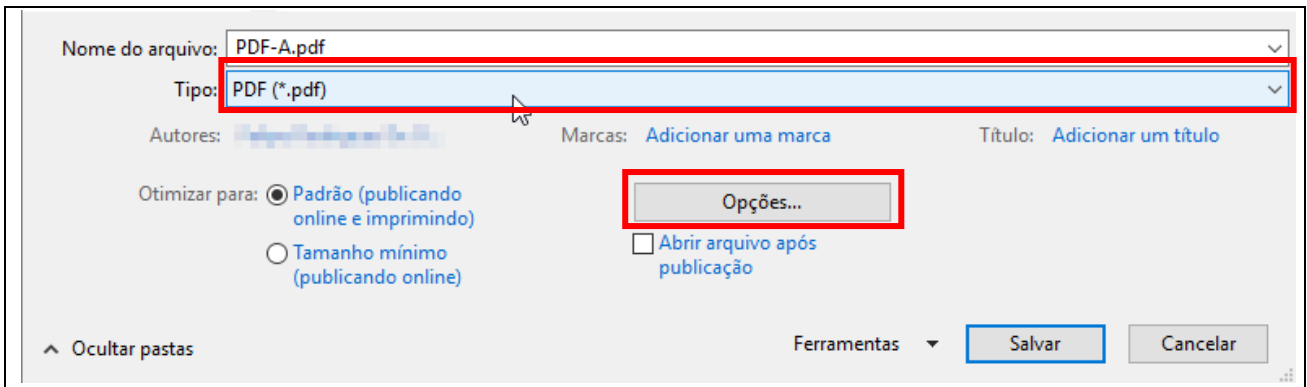 Nome do arquivo: PDF-A.pdf
Tipo: PDF (*.pdf)
Autores: Marcas: Adicionar uma marca Título: Adicionar um título
Otimizar para: Padrão (publicando
online e imprimindo)
Tamanho mínimo
(publicando online)
Opções...
Abrir arquivo após
publicação
Ocultar pastas Ferramentas Salvar Cancelar